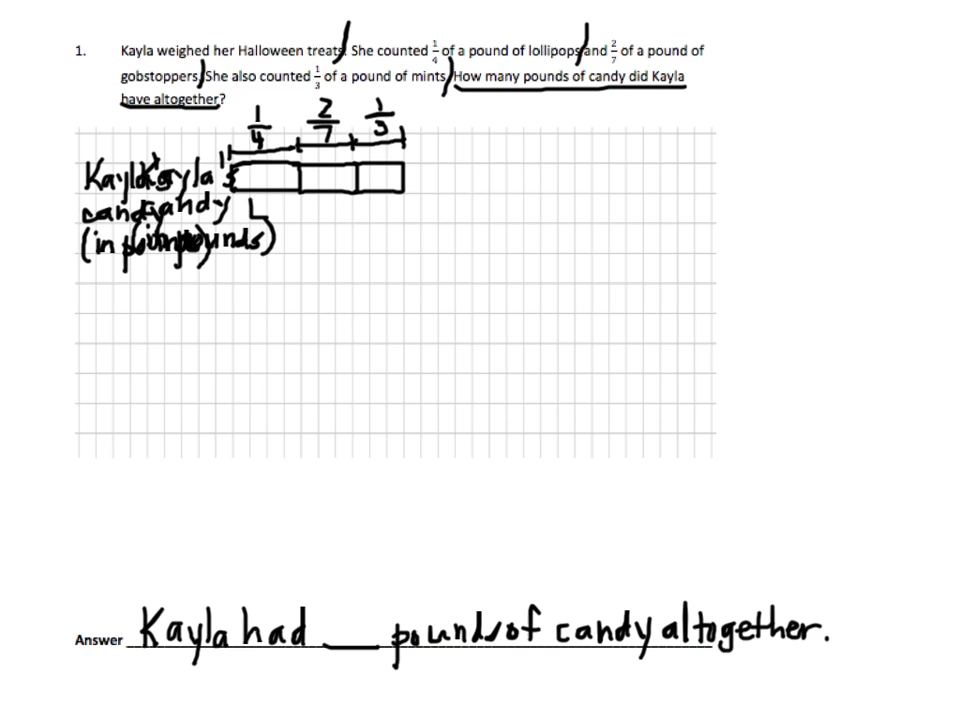 1. Kayla weighed her Halloween treats. She counted 1/4 of a pound of lollipops and 2/7 of a pound of
gobstoppers. She also counted 1/3 of a pound of mints. How many pounds of candy did Kayla
have altogether?
1/4 2/7 1/3
Kayla's
candy
(in pounds)
Answer Kayla had __ pounds of candy altogether.